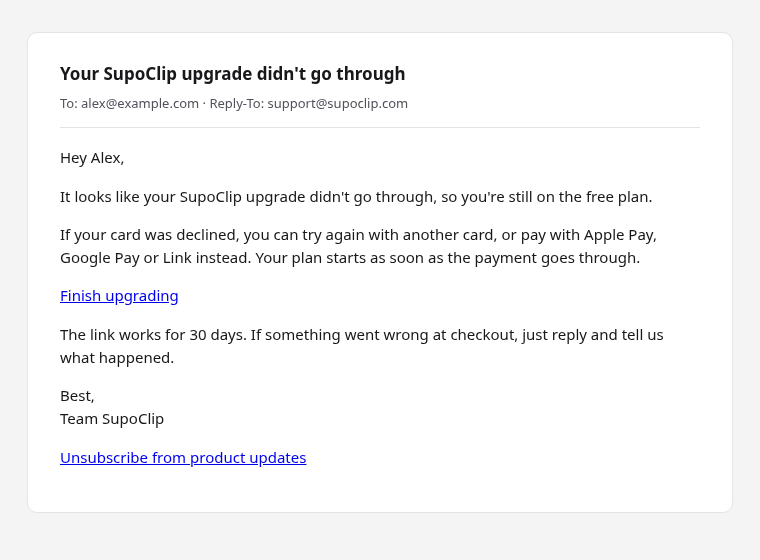 Your SupoClip upgrade didn't go through
To: alex@example.com · Reply-To: support@supoclip.com
Hey Alex,
It looks like your SupoClip upgrade didn't go through, so you're still on the free plan.
If your card was declined, you can try again with another card, or pay with Apple Pay,
Google Pay or Link instead. Your plan starts as soon as the payment goes through.
Finish upgrading
The link works for 30 days. If something went wrong at checkout, just reply and tell us
what happened.
Best,
Team SupoClip
Unsubscribe from product updates